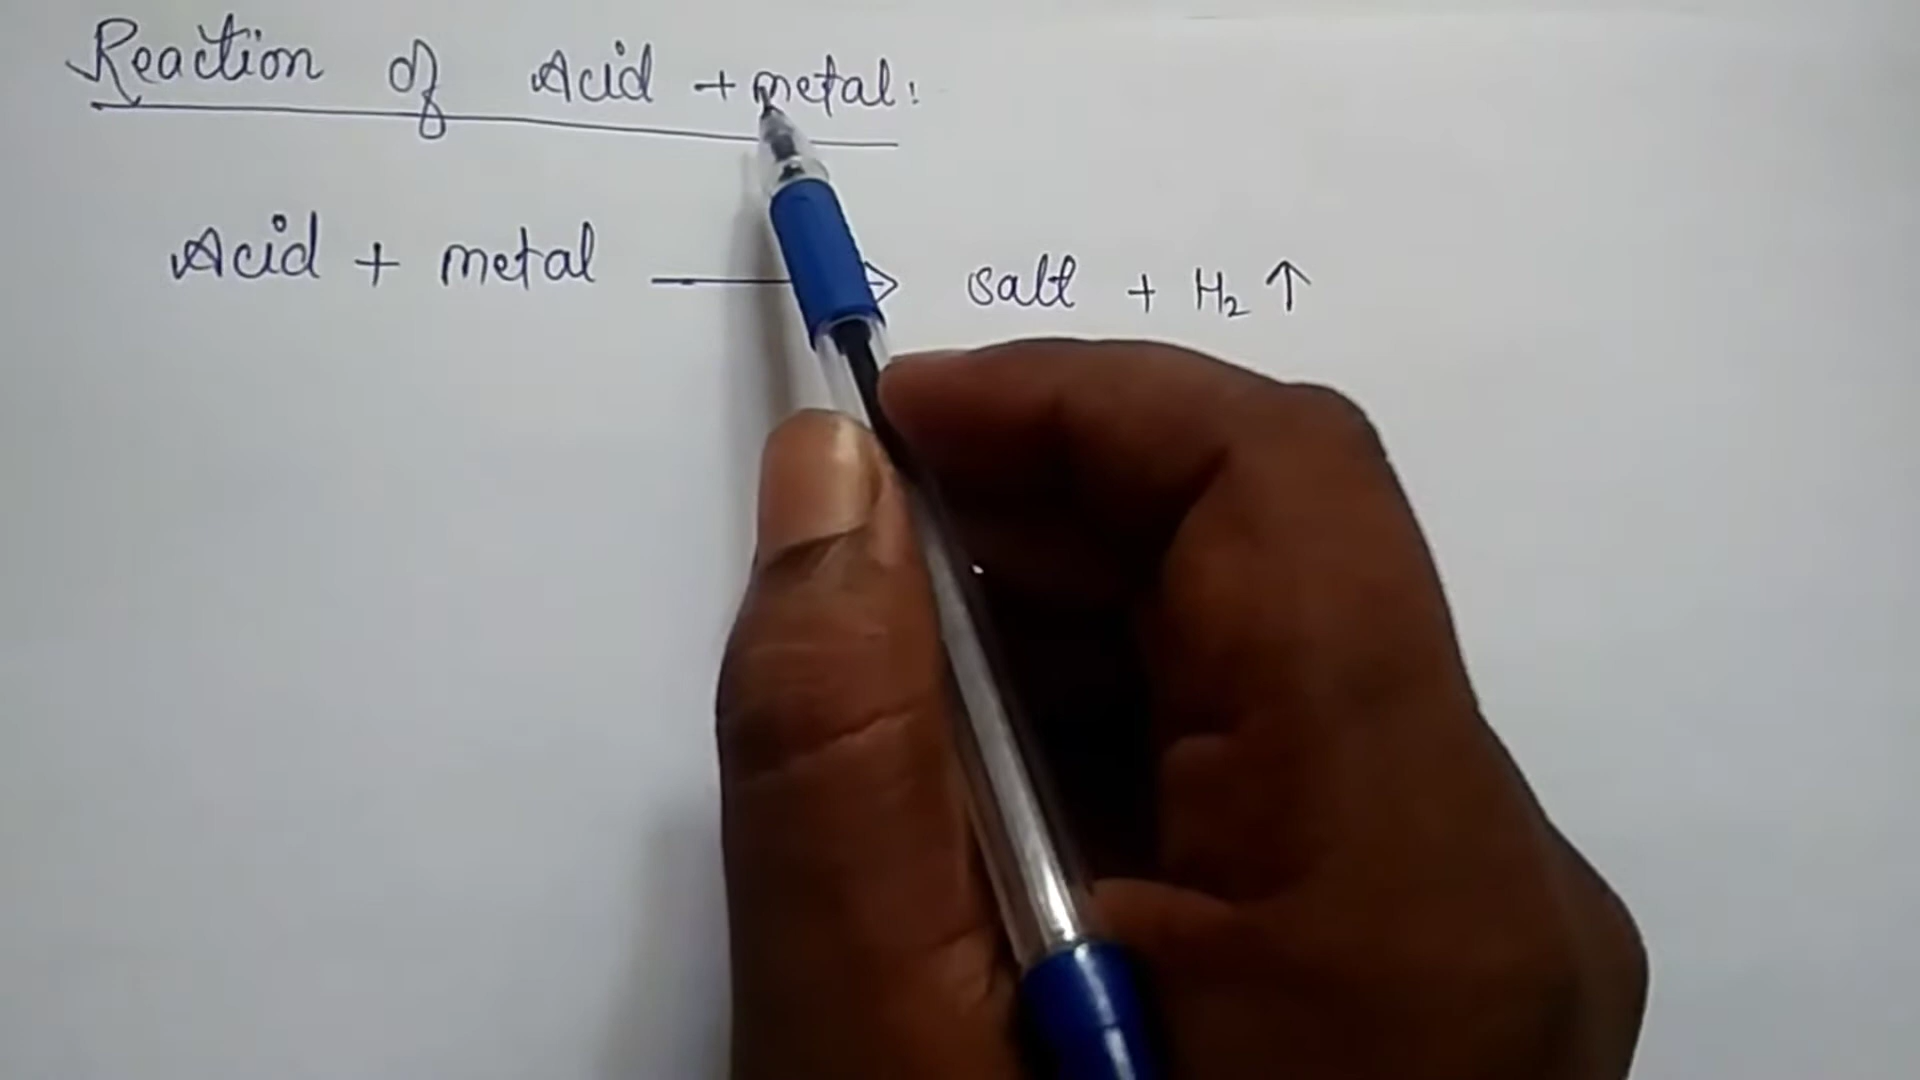 Reaction of Acid + metal:
Acid + metal → salt + H₂ ↑